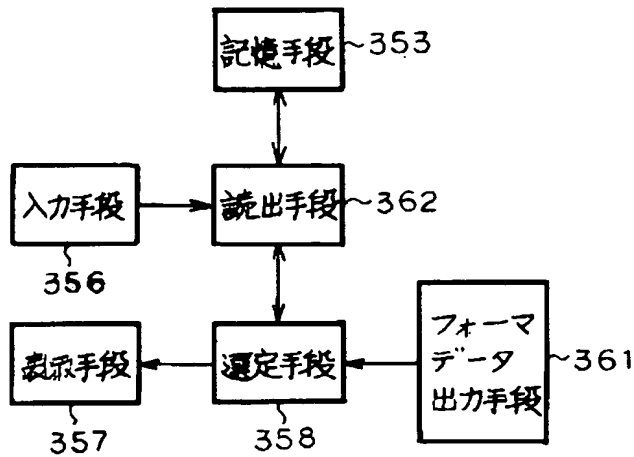 記憶手段
353
入力手段
356
読出手段
362
表示手段
357
選定手段
358
フォーマ
データ
出力手段
361